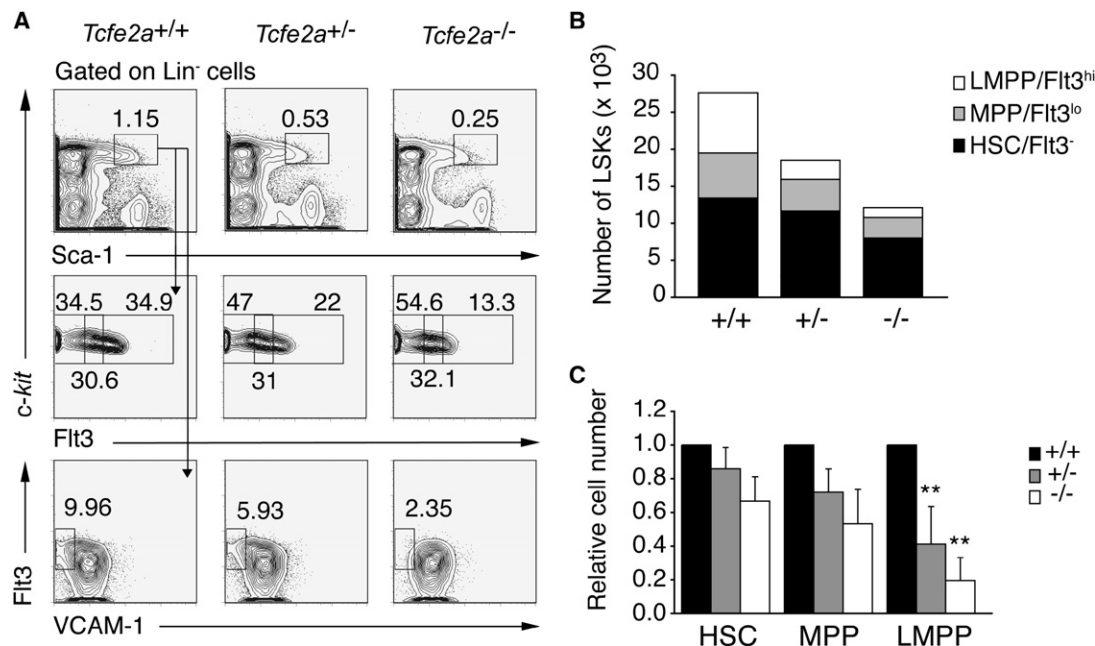 A
Tcfe2a+/+ Tcfe2a+/- Tcfe2a-/-
Gated on Lin- cells
1.15 0.53 0.25
Sca-1
34.5 34.9 47 22 54.6 13.3
30.6 31 32.1
c-kit
Flt3
9.96 5.93 2.35
Flt3
VCAM-1
B
Number of LSKs (x 10³)
30
25
20
15
10
5
0
+/+ +/- -/-
LMPP/Flt3hi
MPP/Flt3lo
HSC/Flt3-
C
Relative cell number
1.2
1.0
0.8
0.6
0.4
0.2
0.0
** **
HSC MPP LMPP
+/+
+/-
-/-